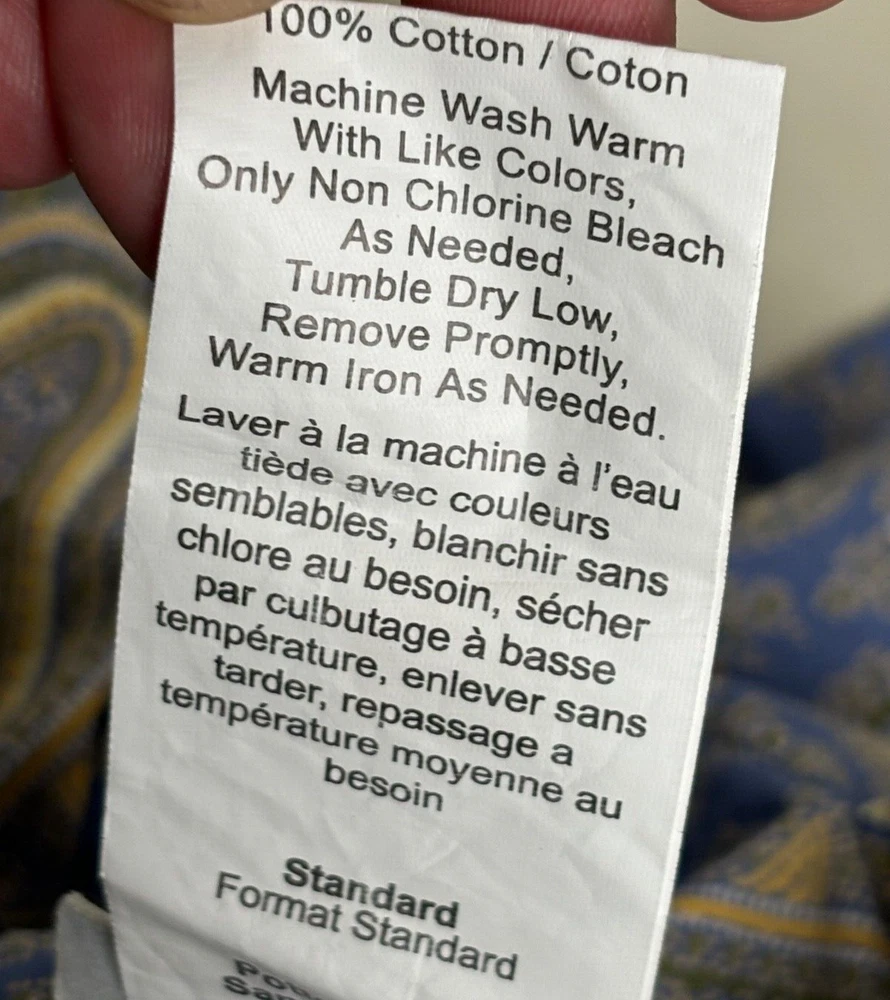 100% Cotton / Coton
Machine Wash Warm
With Like Colors,
Only Non Chlorine Bleach
As Needed,
Tumble Dry Low,
Remove Promptly,
Warm Iron As Needed.
Laver à la machine à l'eau
tiède avec couleurs
semblables, blanchir sans
chlore au besoin, sécher
par culbutage à basse
température, enlever sans
tarder, repassage a
température moyenne au
besoin
Standard
Format Standard